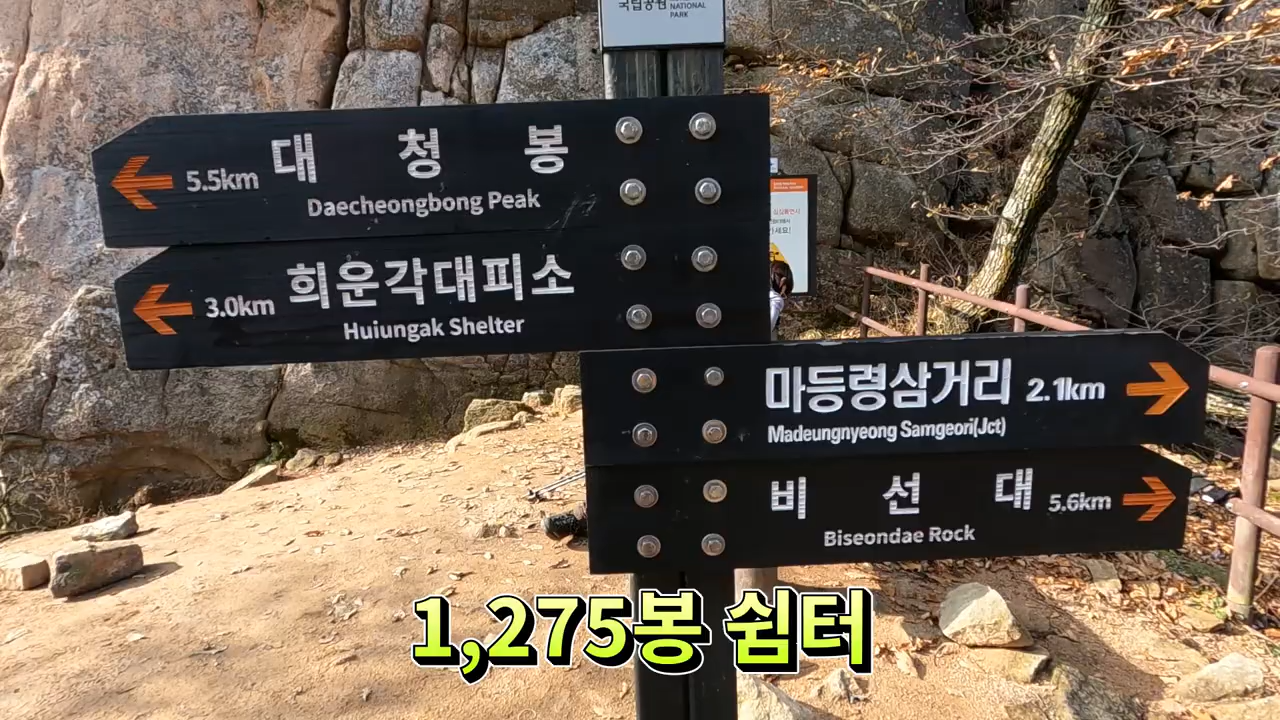 국립공원 NATIONAL
PARK
5.5km 대 청 봉
Daecheongbong Peak
3.0km 희운각대피소
Huiungak Shelter
마등령삼거리 2.1km
Madeungnyeong Samgeori(Jct)
비 선 대 5.6km
Biseondae Rock
1,275봉 쉼터